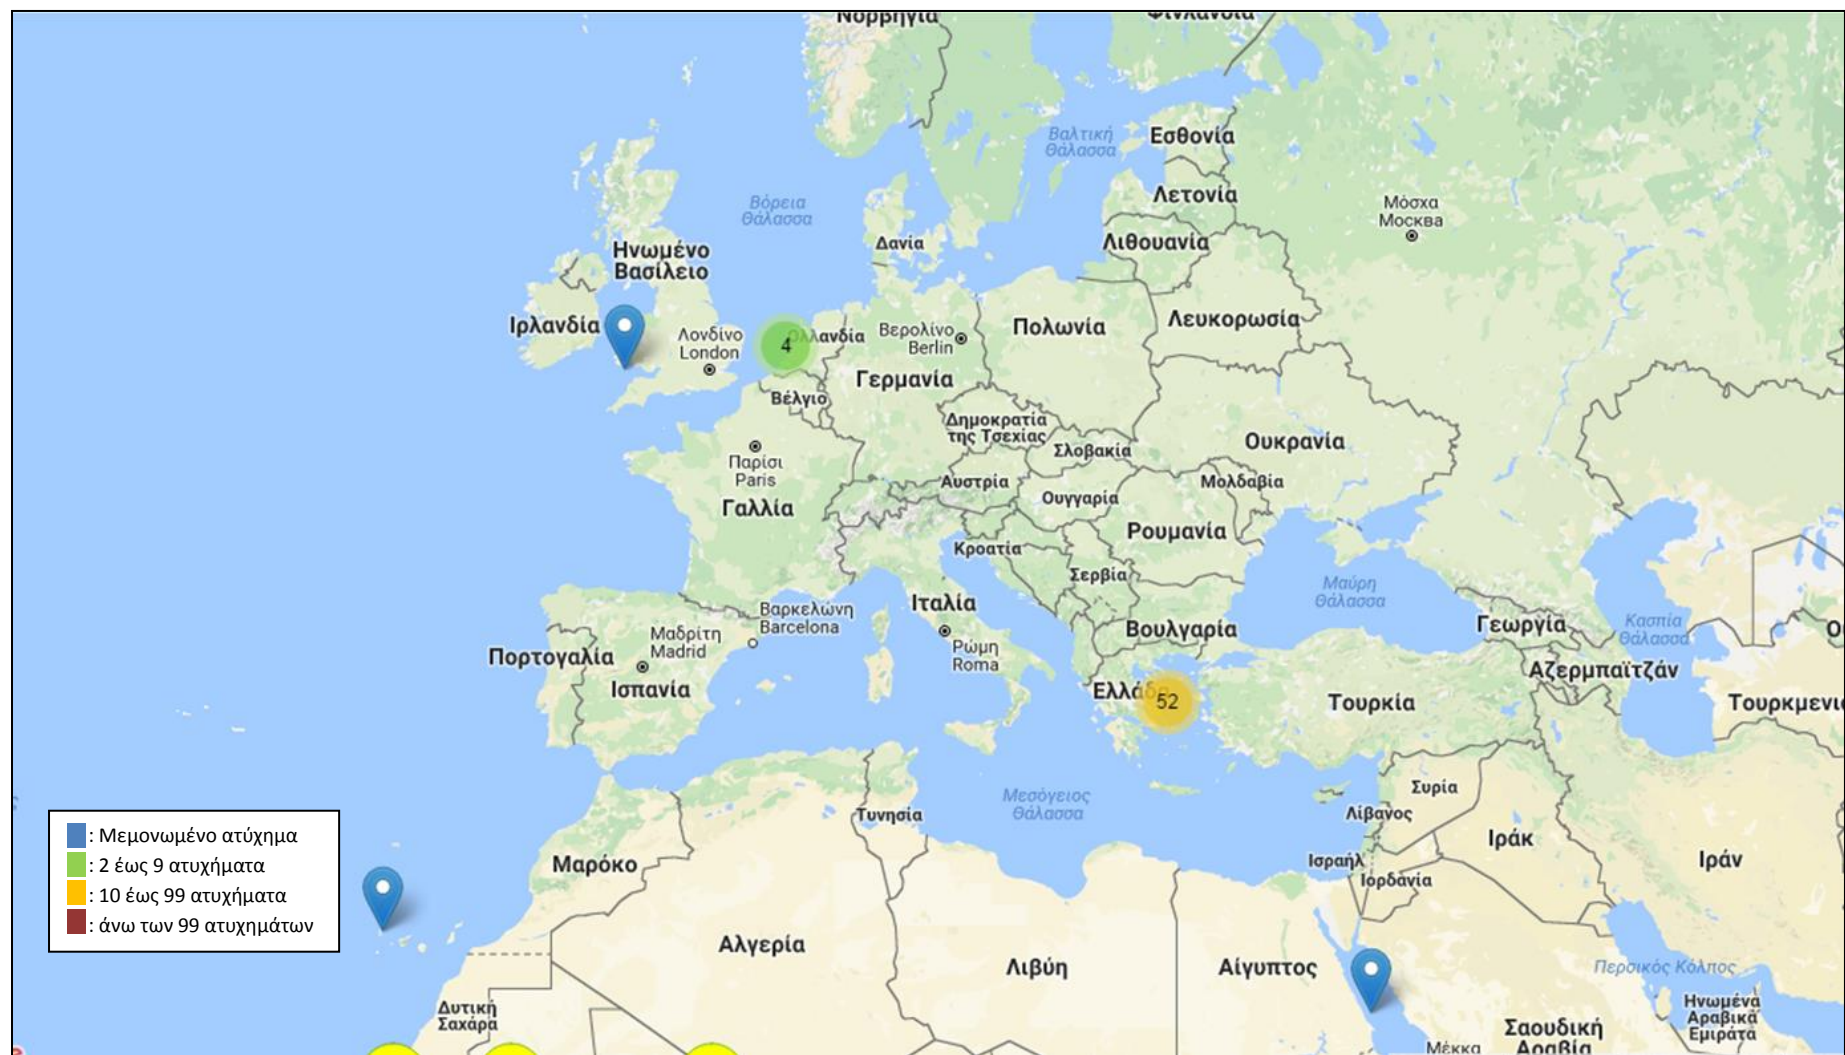 Νορβηγία
Φινλανδία
Βαλτική
Θάλασσα
Εσθονία
Λετονία
Μόσχα
Москва
Βόρεια
Θάλασσα
Δανία
Λιθουανία
Ηνωμένο
Βασίλειο
Ιρλανδία
Λονδίνο
London
4
Ολλανδία
Βερολίνο
Berlin
Πολωνία
Λευκορωσία
Γερμανία
Βέλγιο
Δημοκρατία
της Τσεχίας
Σλοβακία
Ουκρανία
Παρίσι
Paris
Αυστρία
Ουγγαρία
Μολδαβία
Γαλλία
Ρουμανία
Κροατία
Σερβία
Μαύρη
Θάλασσα
Ιταλία
Βαρκελώνη
Barcelona
Μαδρίτη
Madrid
Βουλγαρία
Γεωργία
Κασπία
Θάλασσα
Πορτογαλία
Ισπανία
Ρώμη
Roma
Αζερμπαϊτζάν
Ελλάδα
52
Τουρκία
Τουρκμενι
Μεσόγειος
Θάλασσα
Τυνησία
Συρία
Λίβανος
Ιράκ
Ιράν
Ισραήλ
Ιορδανία
Μαρόκο
: Μεμονωμένο ατύχημα
: 2 έως 9 ατυχήματα
: 10 έως 99 ατυχήματα
: άνω των 99 ατυχημάτων
Αλγερία
Λιβύη
Αίγυπτος
Περσικός Κόλπος
Δυτική
Σαχάρα
Ηνωμένα
Αραβικά
Εμιράτα
Σαουδική
Αραβία
Μέκκα